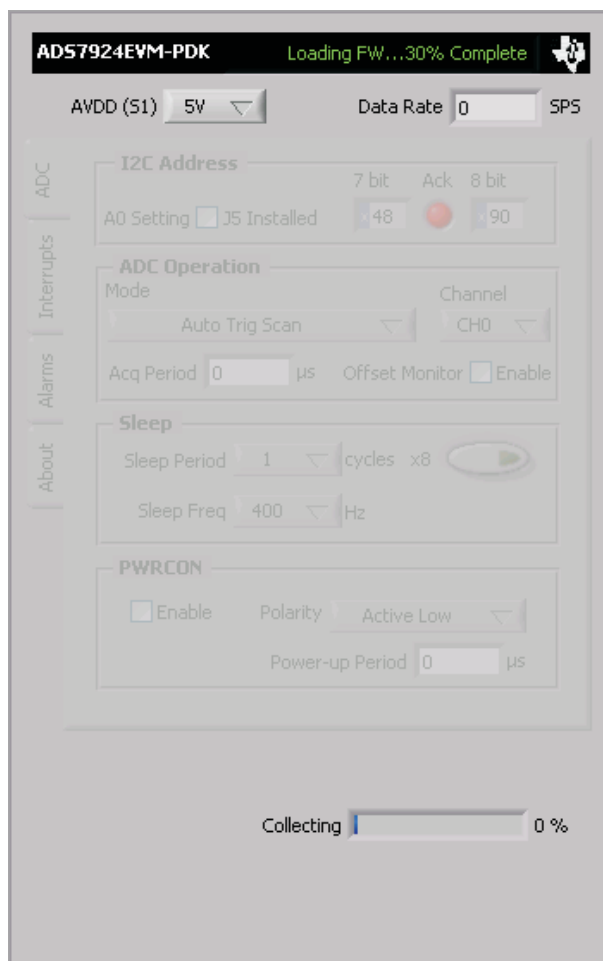 ADS7924EVM-PDK Loading FW...30% Complete
AVDD (S1) 5V Data Rate 0 SPS
ADC
Interrupts
Alarms
About
I2C Address
7 bit Ack 8 bit
A0 Setting J5 Installed x48 x90
ADC Operation
Mode Channel
Auto Trig Scan CH0
Acq Period 0 µs Offset Monitor Enable
Sleep
Sleep Period 1 cycles x8
Sleep Freq 400 Hz
PWRCON
Enable Polarity Active Low
Power-up Period 0 µs
Collecting 0 %